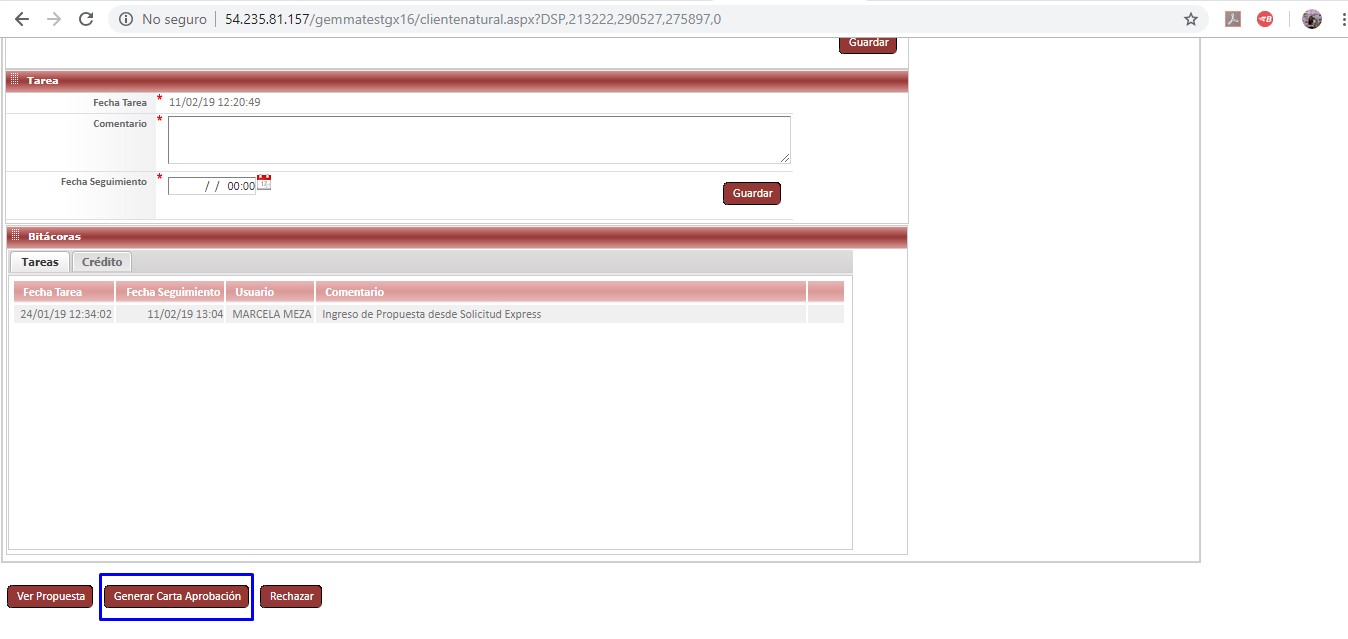 No seguro 54.235.81.157/gemmatestgx16/clientenatural.aspx?DSP,213222,290527,275897,0
Guardar
Tarea
Fecha Tarea * 11/02/19 12:20:49
Comentario *
Fecha Seguimiento * / / 00:00
Guardar
Bitácoras
Tareas Crédito
Fecha Tarea Fecha Seguimiento Usuario Comentario
24/01/19 12:34:02 11/02/19 13:04 MARCELA MEZA Ingreso de Propuesta desde Solicitud Express
Ver Propuesta Generar Carta Aprobación Rechazar